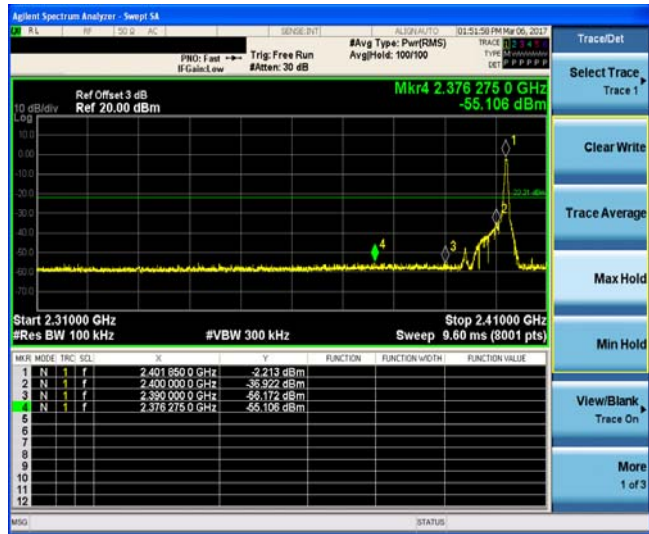 Agilent Spectrum Analyzer - Swept SA
RL RF 50 Ω AC SENSE:INT ALIGNAUTO 01:51:58 PM Mar 06, 2017
PNO: Fast Trig: Free Run #Avg Type: Pwr(RMS) TRACE 1 2 3 4 5 6
IFGain:Low #Atten: 30 dB Avg|Hold: 100/100 TYPE M
DET P P P P P P
Trace/Det
Mkr4 2.376 275 0 GHz
-55.106 dBm
Ref Offset 3 dB
10 dB/div Ref 20.00 dBm
Log
10.0
0.00
-10.0
-20.0
-30.0
-40.0
-50.0
-60.0
-70.0
1
-22.21 dBm
2
4
3
Start 2.31000 GHz Stop 2.41000 GHz
#Res BW 100 kHz #VBW 300 kHz Sweep 9.60 ms (8001 pts)
MKR MODE TRC SCL X Y FUNCTION FUNCTION WIDTH FUNCTION VALUE
1 N 1 f 2.401 850 0 GHz -2.213 dBm
2 N 1 f 2.400 000 0 GHz -36.922 dBm
3 N 1 f 2.390 000 0 GHz -56.172 dBm
4 N 1 f 2.376 275 0 GHz -55.106 dBm
5
6
7
8
9
10
11
12
MSG STATUS
Select Trace
Trace 1
Clear Write
Trace Average
Max Hold
Min Hold
View/Blank
Trace On
More
1 of 3